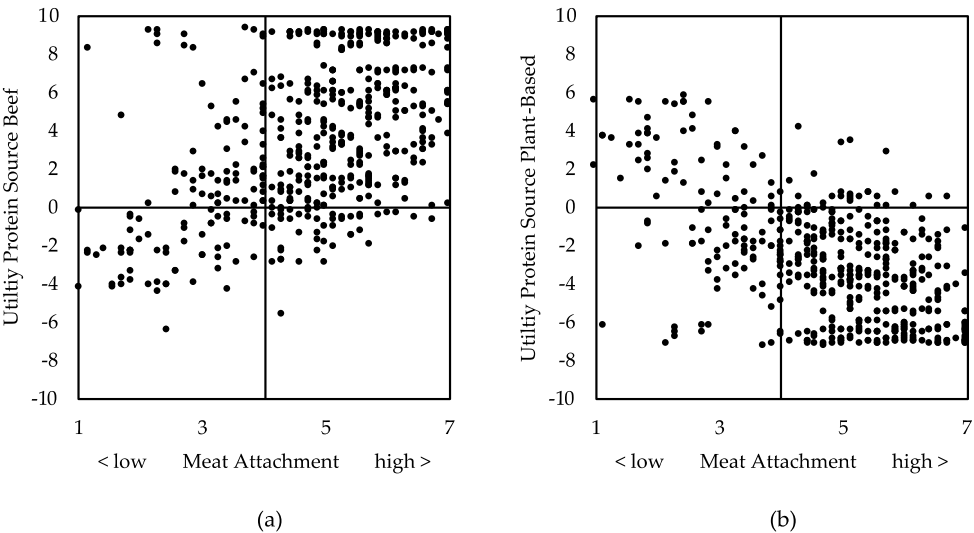 Utiltiy Protein Source Beef
10
8
6
4
2
0
-2
-4
-6
-8
-10
1 3 5 7
< low Meat Attachment high >
(a)
Utiltiy Protein Source Plant-Based
10
8
6
4
2
0
-2
-4
-6
-8
-10
1 3 5 7
< low Meat Attachment high >
(b)